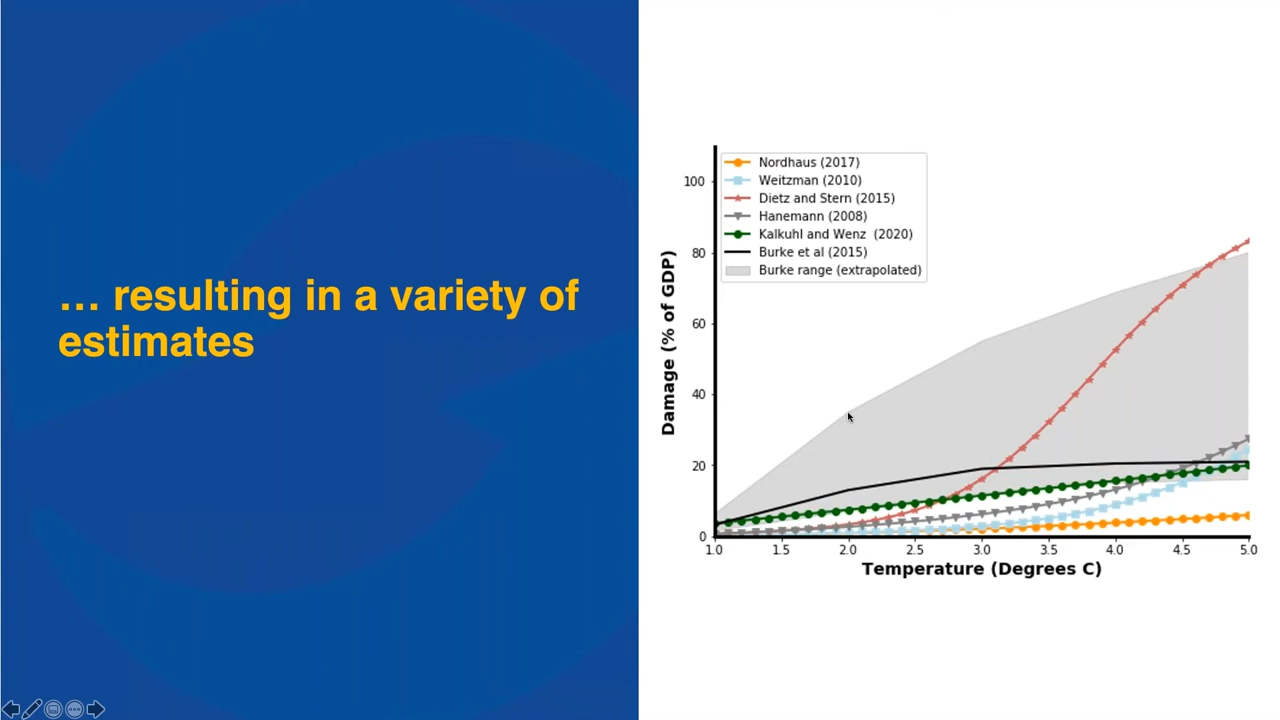 ... resulting in a variety of
estimates
Nordhaus (2017)
Weitzman (2010)
Dietz and Stern (2015)
Hanemann (2008)
Kalkuhl and Wenz (2020)
Burke et al (2015)
Burke range (extrapolated)
Damage (% of GDP)
100
80
60
40
20
0
1.0 1.5 2.0 2.5 3.0 3.5 4.0 4.5 5.0
Temperature (Degrees C)